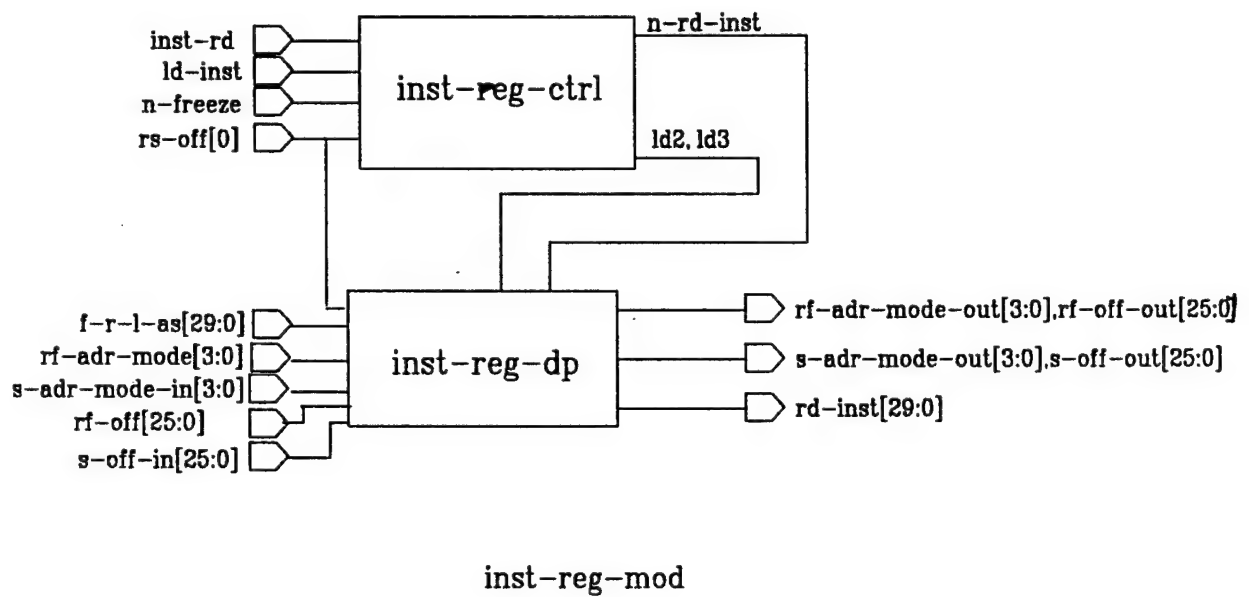 n-rd-inst
inst-rd
ld-inst
n-freeze
rs-off[0]
inst-reg-ctrl
ld2, ld3
f-r-l-as[29:0]
rf-adr-mode[3:0]
s-adr-mode-in[3:0]
rf-off[25:0]
s-off-in[25:0]
inst-reg-dp
rf-adr-mode-out[3:0],rf-off-out[25:0]
s-adr-mode-out[3:0],s-off-out[25:0]
rd-inst[29:0]
inst-reg-mod